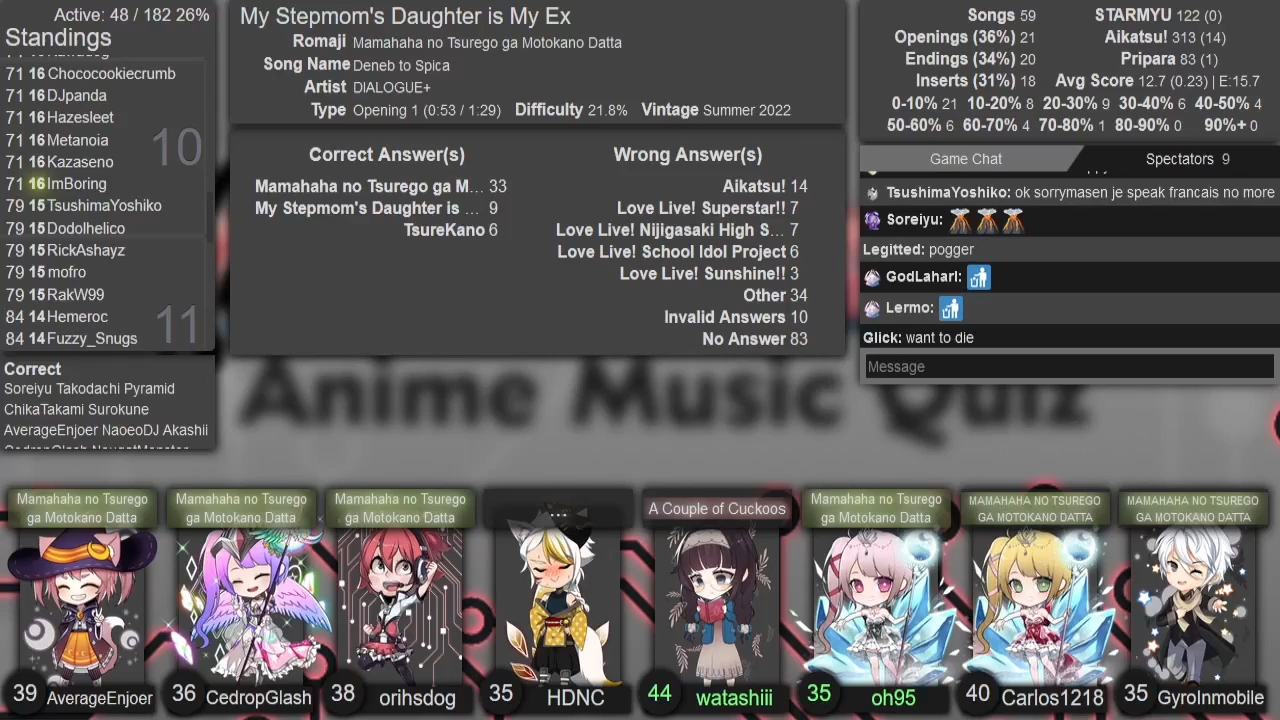 Active: 48 / 182 26%
Standings
71 16 Chococookiecrumb
71 16 DJpanda
71 16 Hazesleet
71 16 Metanoia
10
71 16 Kazaseno
71 16 ImBoring
79 15 TsushimaYoshiko
79 15 Dodolhelico
79 15 RickAshayz
79 15 mofro
79 15 RakW99
84 14 Hemeroc
11
84 14 Fuzzy_Snugs
Correct
Soreiyu Takodachi Pyramid
ChikaTakami Surokune
AverageEnjoer NaoeoDJ Akashii
My Stepmom's Daughter is My Ex
Romaji Mamahaha no Tsurego ga Motokano Datta
Song Name Deneb to Spica
Artist DIALOGUE+
Type Opening 1 (0:53 / 1:29) Difficulty 21.8% Vintage Summer 2022
Correct Answer(s)
Mamahaha no Tsurego ga M... 33
My Stepmom's Daughter is ... 9
TsureKano 6
Wrong Answer(s)
Aikatsu! 14
Love Live! Superstar!! 7
Love Live! Nijigasaki High S... 7
Love Live! School Idol Project 6
Love Live! Sunshine!! 3
Other 34
Invalid Answers 10
No Answer 83
Songs 59 STARMYU 122 (0)
Openings (36%) 21 Aikatsu! 313 (14)
Endings (34%) 20 Pripara 83 (1)
Inserts (31%) 18 Avg Score 12.7 (0.23) | E:15.7
0-10% 21 10-20% 8 20-30% 9 30-40% 6 40-50% 4
50-60% 6 60-70% 4 70-80% 1 80-90% 0 90%+ 0
Game Chat Spectators 9
TsushimaYoshiko: ok sorrymasen je speak francais no more
Soreiyu:
Legitted: pogger
GodLaharl:
Lermo:
Glick: want to die
Message
Anime Music Quiz
Mamahaha no Tsurego
ga Motokano Datta
Mamahaha no Tsurego
ga Motokano Datta
Mamahaha no Tsurego
ga Motokano Datta
...
A Couple of Cuckoos
Mamahaha no Tsurego
ga Motokano Datta
MAMAHAHA NO TSUREGO
GA MOTOKANO DATTA
MAMAHAHA NO TSUREGO
GA MOTOKANO DATTA
39 AverageEnjoer
36 CedropGlash
38 orihsdog
35 HDNC
44 watashiii
35 oh95
40 Carlos1218
35 GyroInmobile